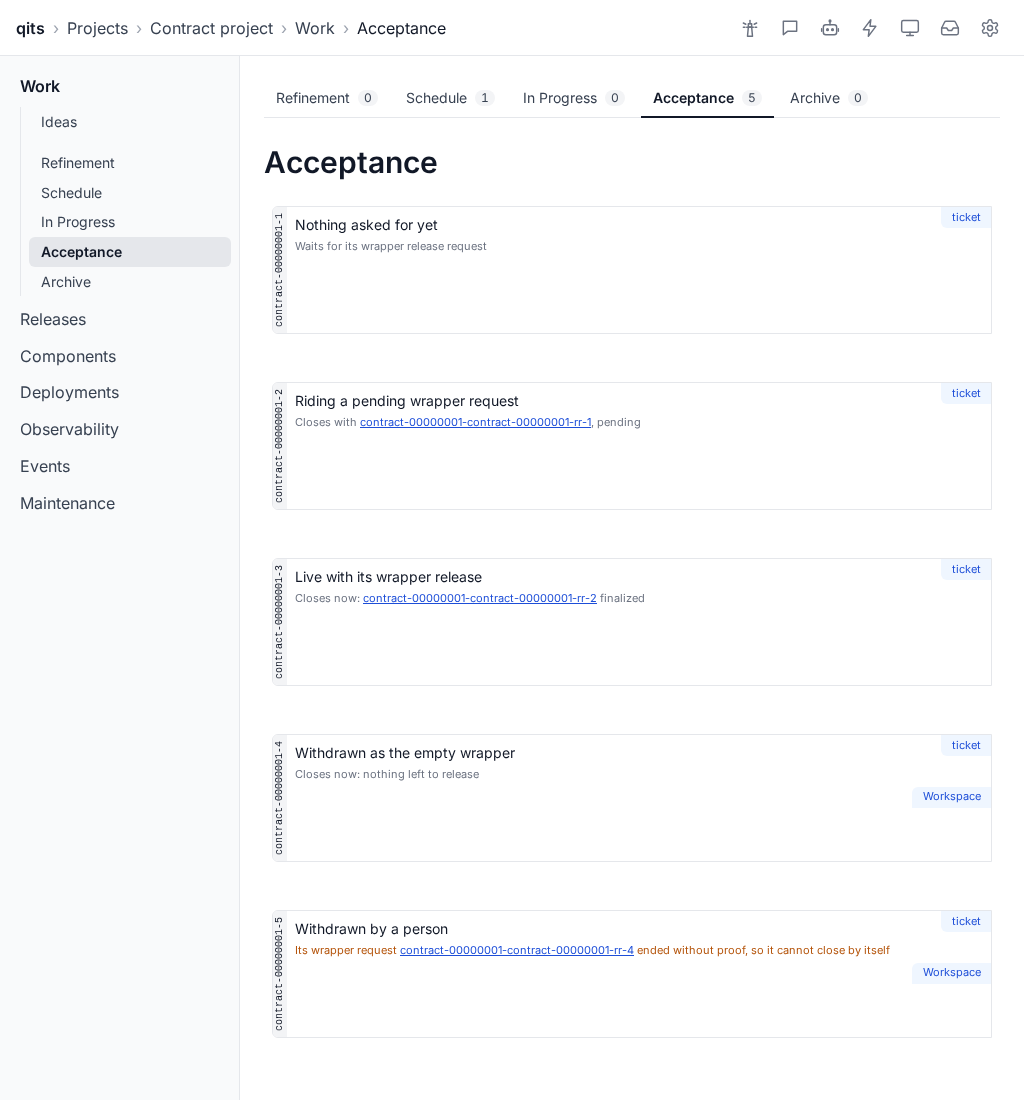 qits › Projects › Contract project › Work › Acceptance
Work
Ideas
Refinement
Schedule
In Progress
Acceptance
Archive
Releases
Components
Deployments
Observability
Events
Maintenance
Refinement 0 Schedule 1 In Progress 0 Acceptance 5 Archive 0
Acceptance
contract-00000001-1
Nothing asked for yet
ticket
Waits for its wrapper release request
contract-00000001-2
Riding a pending wrapper request
ticket
Closes with contract-00000001-contract-00000001-rr-1, pending
contract-00000001-3
Live with its wrapper release
ticket
Closes now: contract-00000001-contract-00000001-rr-2 finalized
contract-00000001-4
Withdrawn as the empty wrapper
ticket
Closes now: nothing left to release
Workspace
contract-00000001-5
Withdrawn by a person
ticket
Its wrapper request contract-00000001-contract-00000001-rr-4 ended without proof, so it cannot close by itself
Workspace